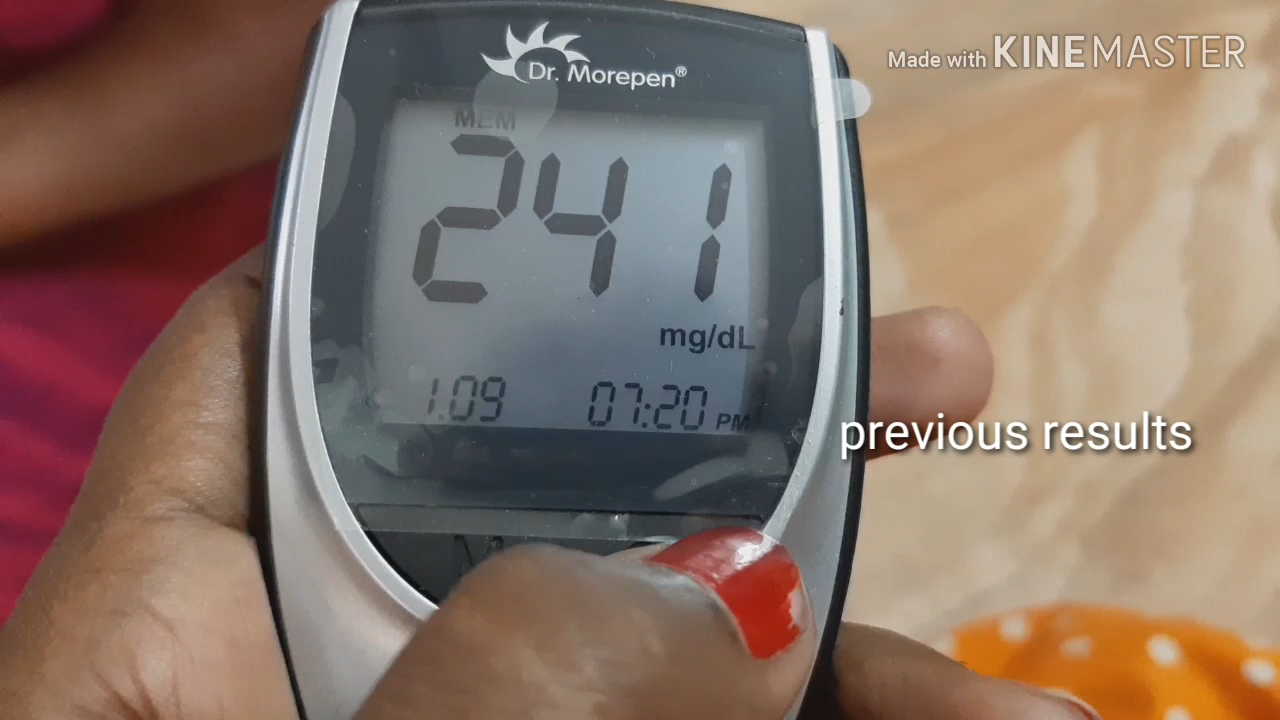 Made with KINEMASTER
Dr. Morepen®
MEM
241
mg/dL
1.09 07:20 PM
previous results